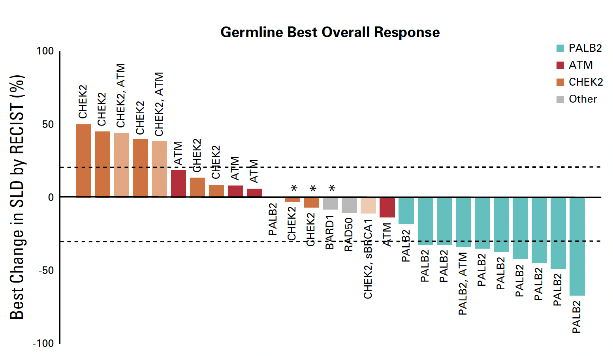 Germline Best Overall Response
Best Change in SLD by RECIST (%)
100
50
0
-50
-100
PALB2
ATM
CHEK2
Other
CHEK2
CHEK2
CHEK2, ATM
CHEK2
CHEK2, ATM
ATM
CHEK2
CHEK2
ATM
ATM
PALB2
*
CHEK2
*
CHEK2
*
BARD1
RAD50
CHEK2, sBRCA1
ATM
PALB2
PALB2
PALB2
PALB2, ATM
PALB2
PALB2
PALB2
PALB2
PALB2
PALB2